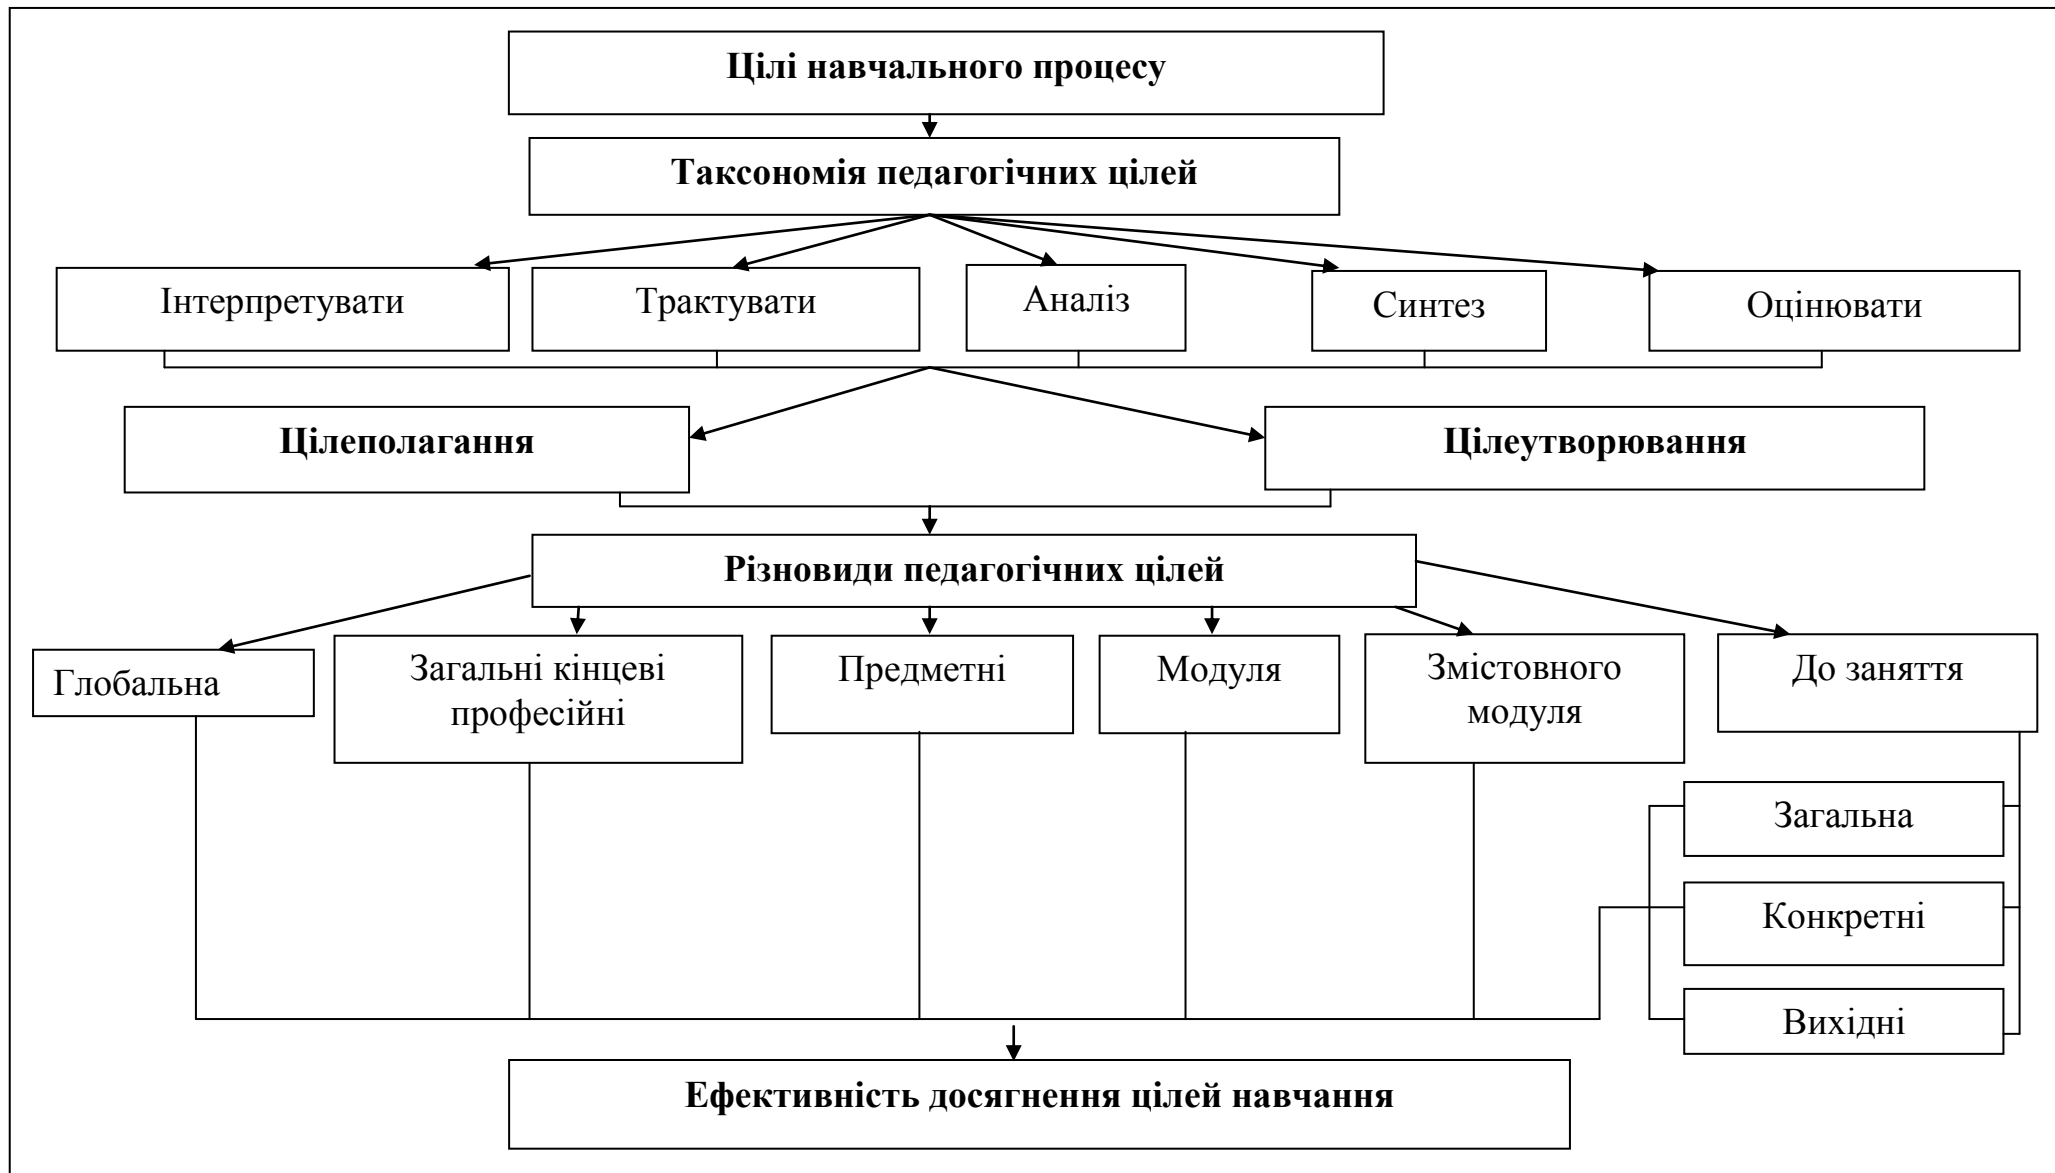 Цілі навчального процесу
Таксономія педагогічних цілей
Інтерпретувати
Трактувати
Аналіз
Синтез
Оцінювати
Цілеполагання
Цілеутворювання
Різновиди педагогічних цілей
Глобальна
Загальні кінцеві
професійні
Предметні
Модуля
Змістовного
модуля
До заняття
Загальна
Конкретні
Вихідні
Ефективність досягнення цілей навчання